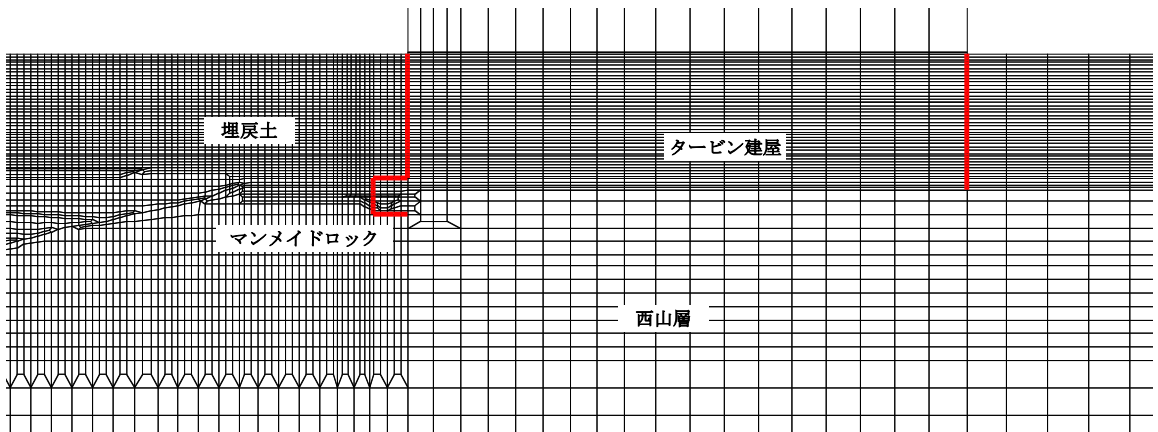 埋戻土
タービン建屋
マンメイドロック
西山層